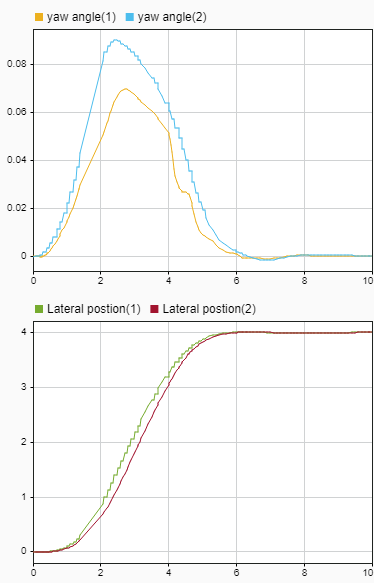 yaw angle(1) yaw angle(2)
0.08
0.06
0.04
0.02
0
0 2 4 6 8 10
Lateral postion(1) Lateral postion(2)
4
3
2
1
0
0 2 4 6 8 10